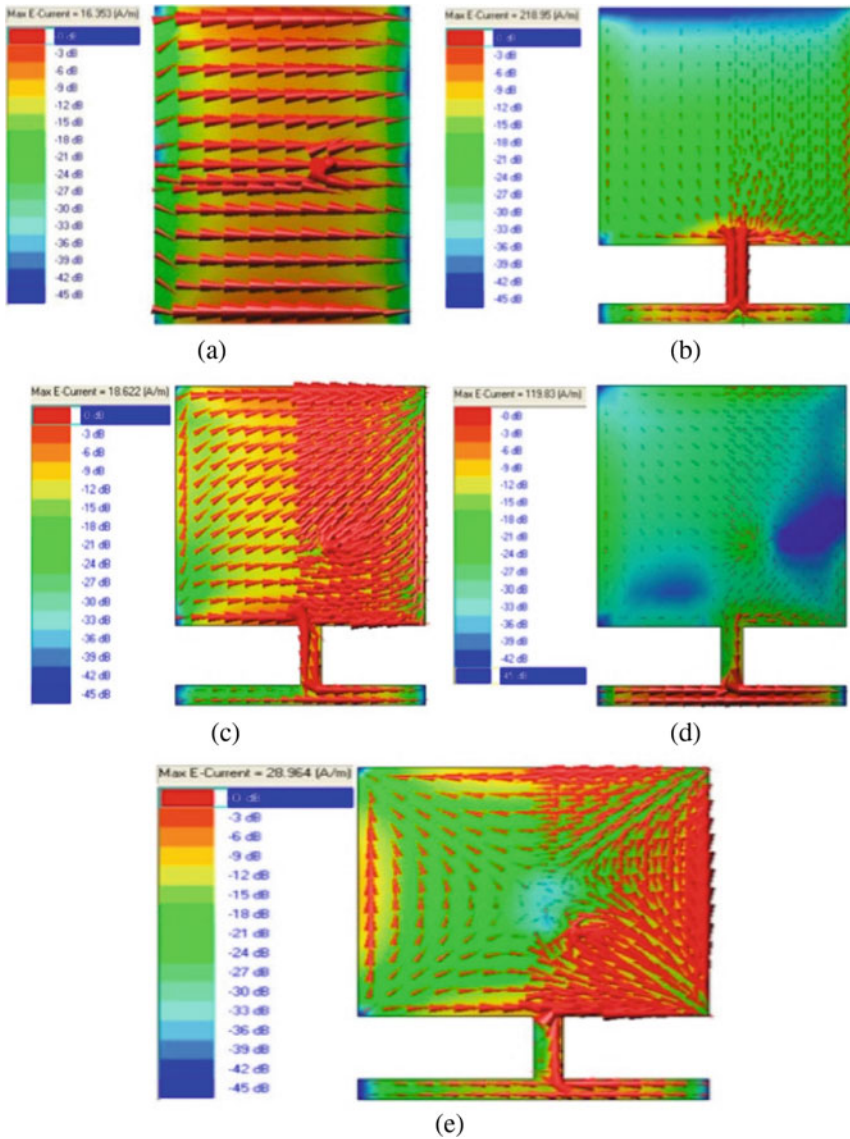 Max E-Current = 16.353 (A/m)
0 dB
-3 dB
-6 dB
-9 dB
-12 dB
-15 dB
-18 dB
-21 dB
-24 dB
-27 dB
-30 dB
-33 dB
-36 dB
-39 dB
-42 dB
-45 dB
(a)
Max E-Current = 218.95 (A/m)
0 dB
-3 dB
-6 dB
-9 dB
-12 dB
-15 dB
-18 dB
-21 dB
-24 dB
-27 dB
-30 dB
-33 dB
-36 dB
-39 dB
-42 dB
-45 dB
(b)
Max E-Current = 18.622 (A/m)
0 dB
-3 dB
-6 dB
-9 dB
-12 dB
-15 dB
-18 dB
-21 dB
-24 dB
-27 dB
-30 dB
-33 dB
-36 dB
-39 dB
-42 dB
-45 dB
(c)
Max E-Current = 119.83 (A/m)
-0 dB
-3 dB
-6 dB
-9 dB
-12 dB
-15 dB
-18 dB
-21 dB
-24 dB
-27 dB
-30 dB
-33 dB
-36 dB
-39 dB
-42 dB
-45 dB
(d)
Max E-Current = 28.964 (A/m)
0 dB
-3 dB
-6 dB
-9 dB
-12 dB
-15 dB
-18 dB
-21 dB
-24 dB
-27 dB
-30 dB
-33 dB
-36 dB
-39 dB
-42 dB
-45 dB
(e)